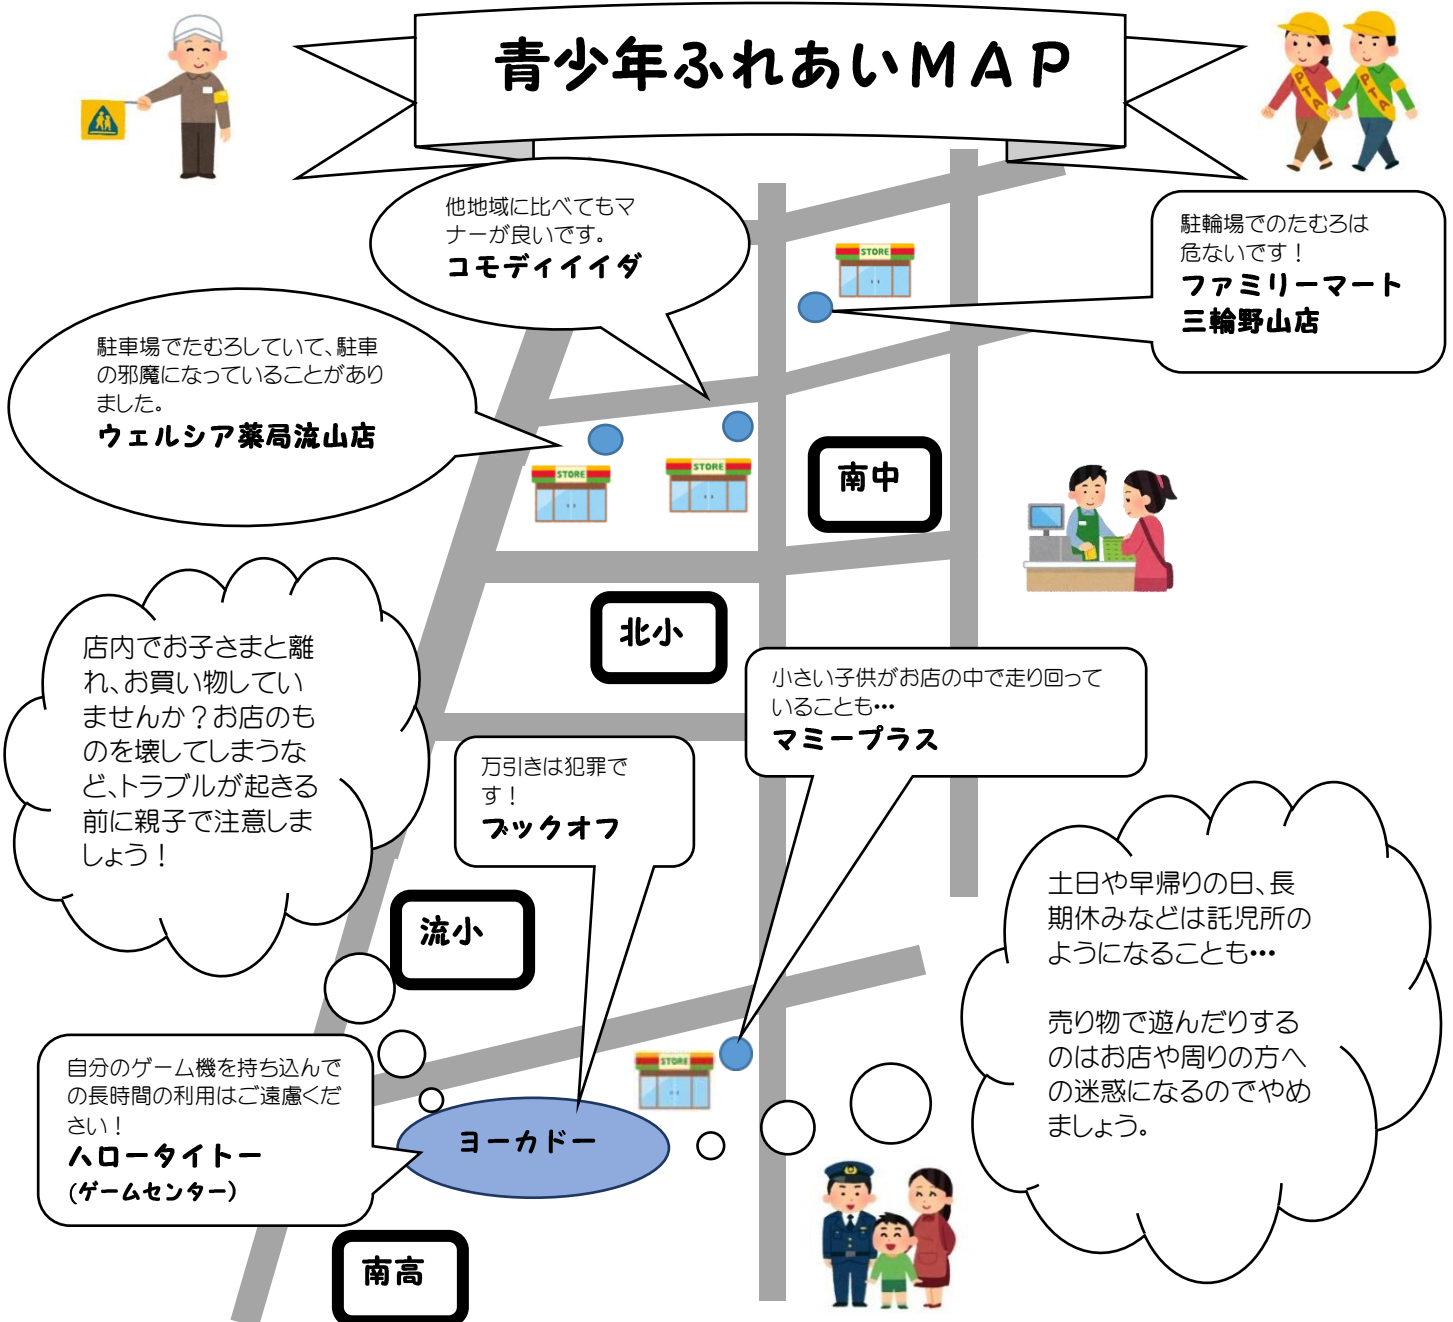 青少年ふれあいMAP
PTA
PTA
他地域に比べてもマ
ナーが良いです。
コモディイイダ
駐輪場でのたむろは
危ないです！
ファミリーマート
三輪野山店
STORE
駐車場でたむろしていて、駐車
の邪魔になっていることがあり
ました。
ウェルシア薬局流山店
STORE
STORE
南中
北小
店内でお子さまと離
れ、お買い物してい
ませんか？お店のも
のを壊してしまうな
ど、トラブルが起きる
前に親子で注意しま
しょう！
小さい子供がお店の中で走り回って
いることも…
マミープラス
万引きは犯罪で
す！
ブックオフ
流小
土日や早帰りの日、長
期休みなどは託児所の
ようになることも…
売り物で遊んだりする
のはお店や周りの方へ
の迷惑になるのでやめ
ましょう。
自分のゲーム機を持ち込んで
の長時間の利用はご遠慮くだ
さい！
ハロータイトー
(ゲームセンター)
STORE
ヨーカドー
南高